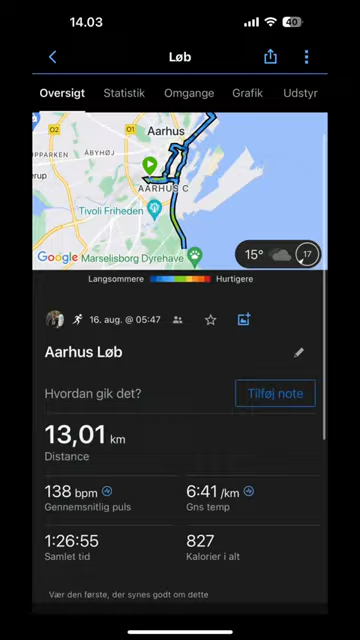 14.03
40
Løb
Oversigt Statistik Omgange Grafik Udstyr
O2
O1
Aarhus
ÅBYHØJ
AARHUS C
Tivoli Friheden
Google
Marselisborg Dyrehave
15°
17
Langsommere Hurtigere
16. aug. @ 05:47
Aarhus Løb
Hvordan gik det?
Tilføj note
13,01 km
Distance
138 bpm
6:41 /km
Gennemsnitlig puls
Gns temp
1:26:55
827
Samlet tid
Kalorier i alt
Vær den første, der synes godt om dette